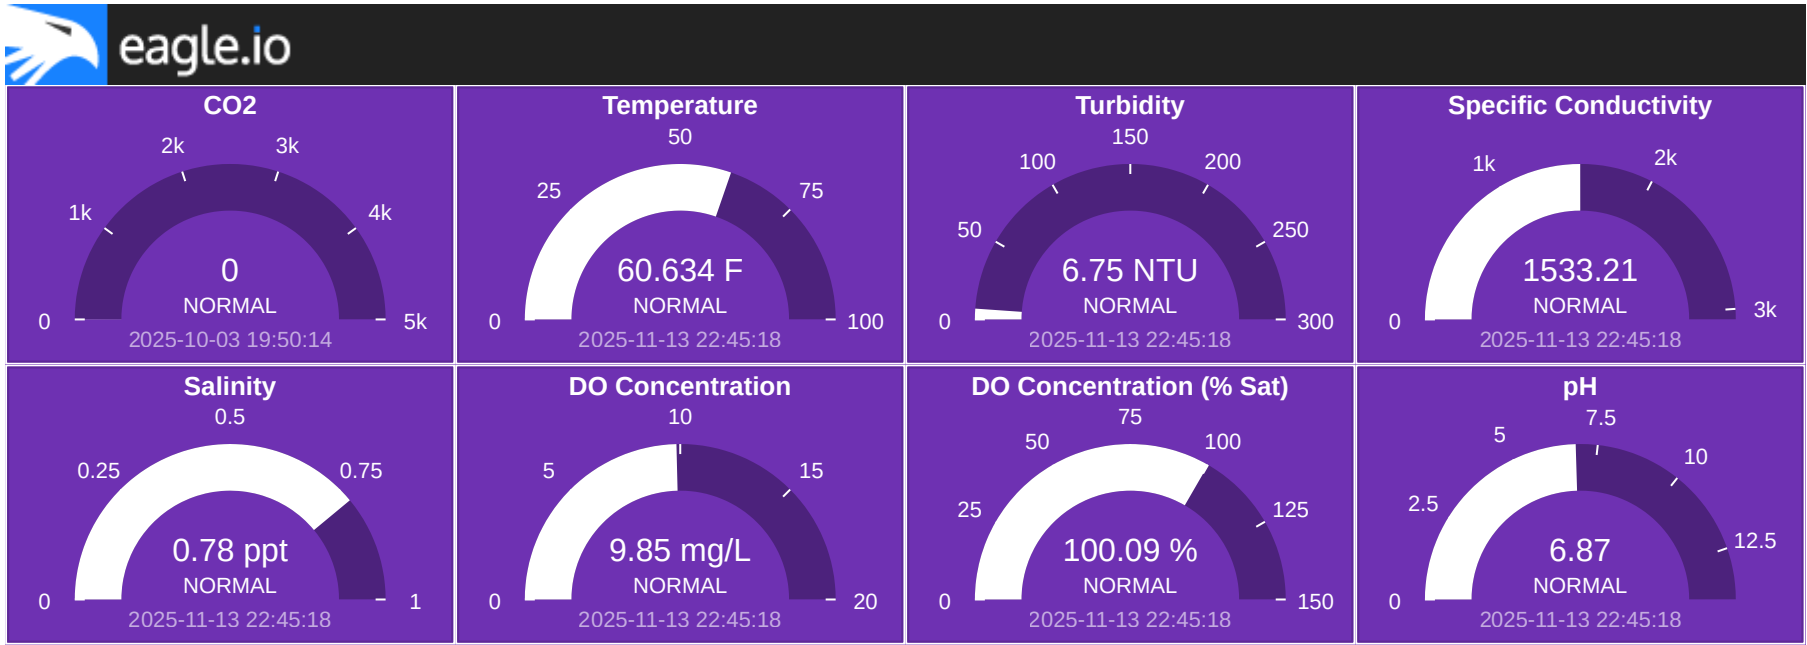 eagle.io
CO2
0
1k
2k
3k
4k
5k
0
NORMAL
2025-10-03 19:50:14
Temperature
0
25
50
75
100
60.634 F
NORMAL
2025-11-13 22:45:18
Turbidity
0
50
100
150
200
250
300
6.75 NTU
NORMAL
2025-11-13 22:45:18
Specific Conductivity
0
1k
2k
3k
1533.21
NORMAL
2025-11-13 22:45:18
Salinity
0
0.25
0.5
0.75
1
0.78 ppt
NORMAL
2025-11-13 22:45:18
DO Concentration
0
5
10
15
20
9.85 mg/L
NORMAL
2025-11-13 22:45:18
DO Concentration (% Sat)
0
25
50
75
100
125
150
100.09 %
NORMAL
2025-11-13 22:45:18
pH
0
2.5
5
7.5
10
12.5
6.87
NORMAL
2025-11-13 22:45:18